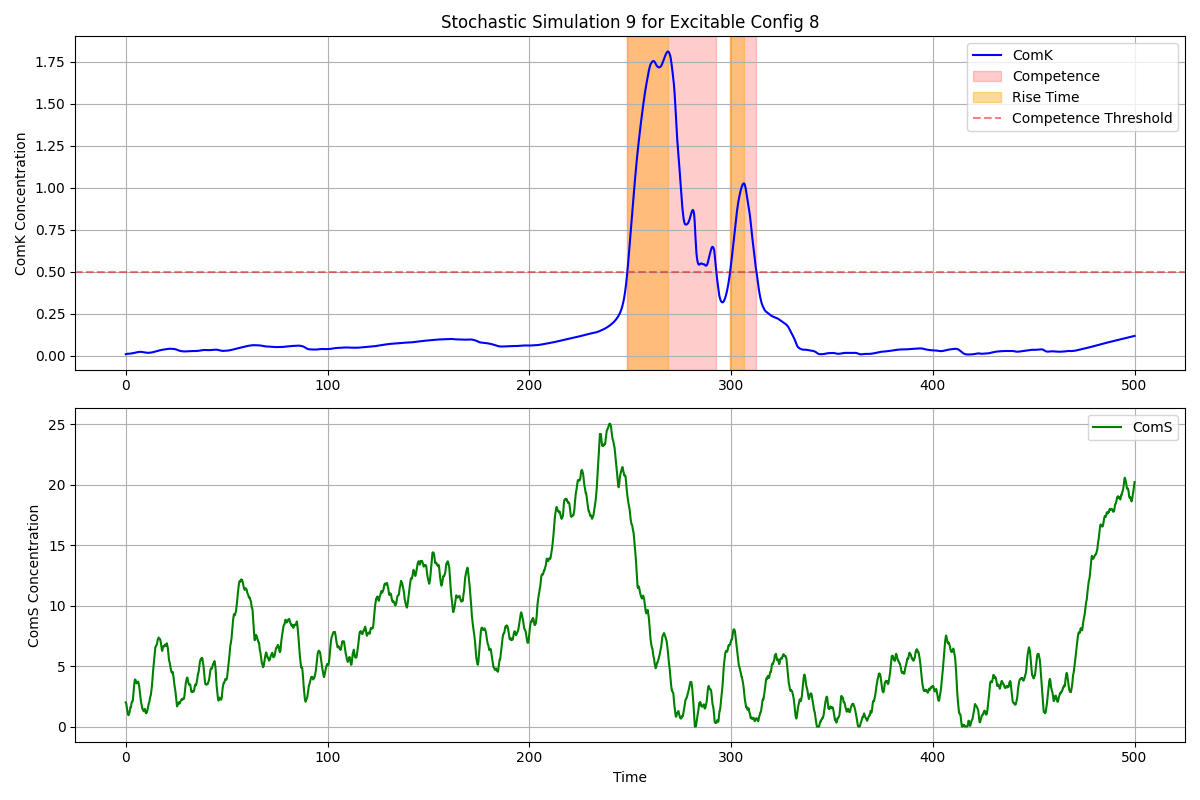 Stochastic Simulation 9 for Excitable Config 8
ComK Concentration
1.75
1.50
1.25
1.00
0.75
0.50
0.25
0.00
ComK
Competence
Rise Time
Competence Threshold
0
100
200
300
400
500
ComS Concentration
25
20
15
10
5
0
ComS
0
100
200
300
400
500
Time